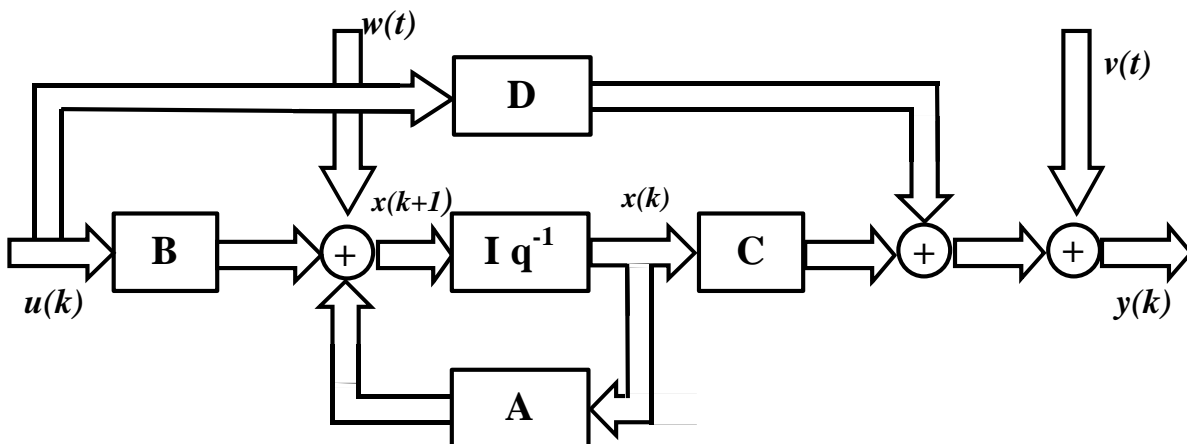 w(t)
v(t)
D
x(k+1)
x(k)
B
+
I q⁻¹
C
+
+
u(k)
y(k)
A